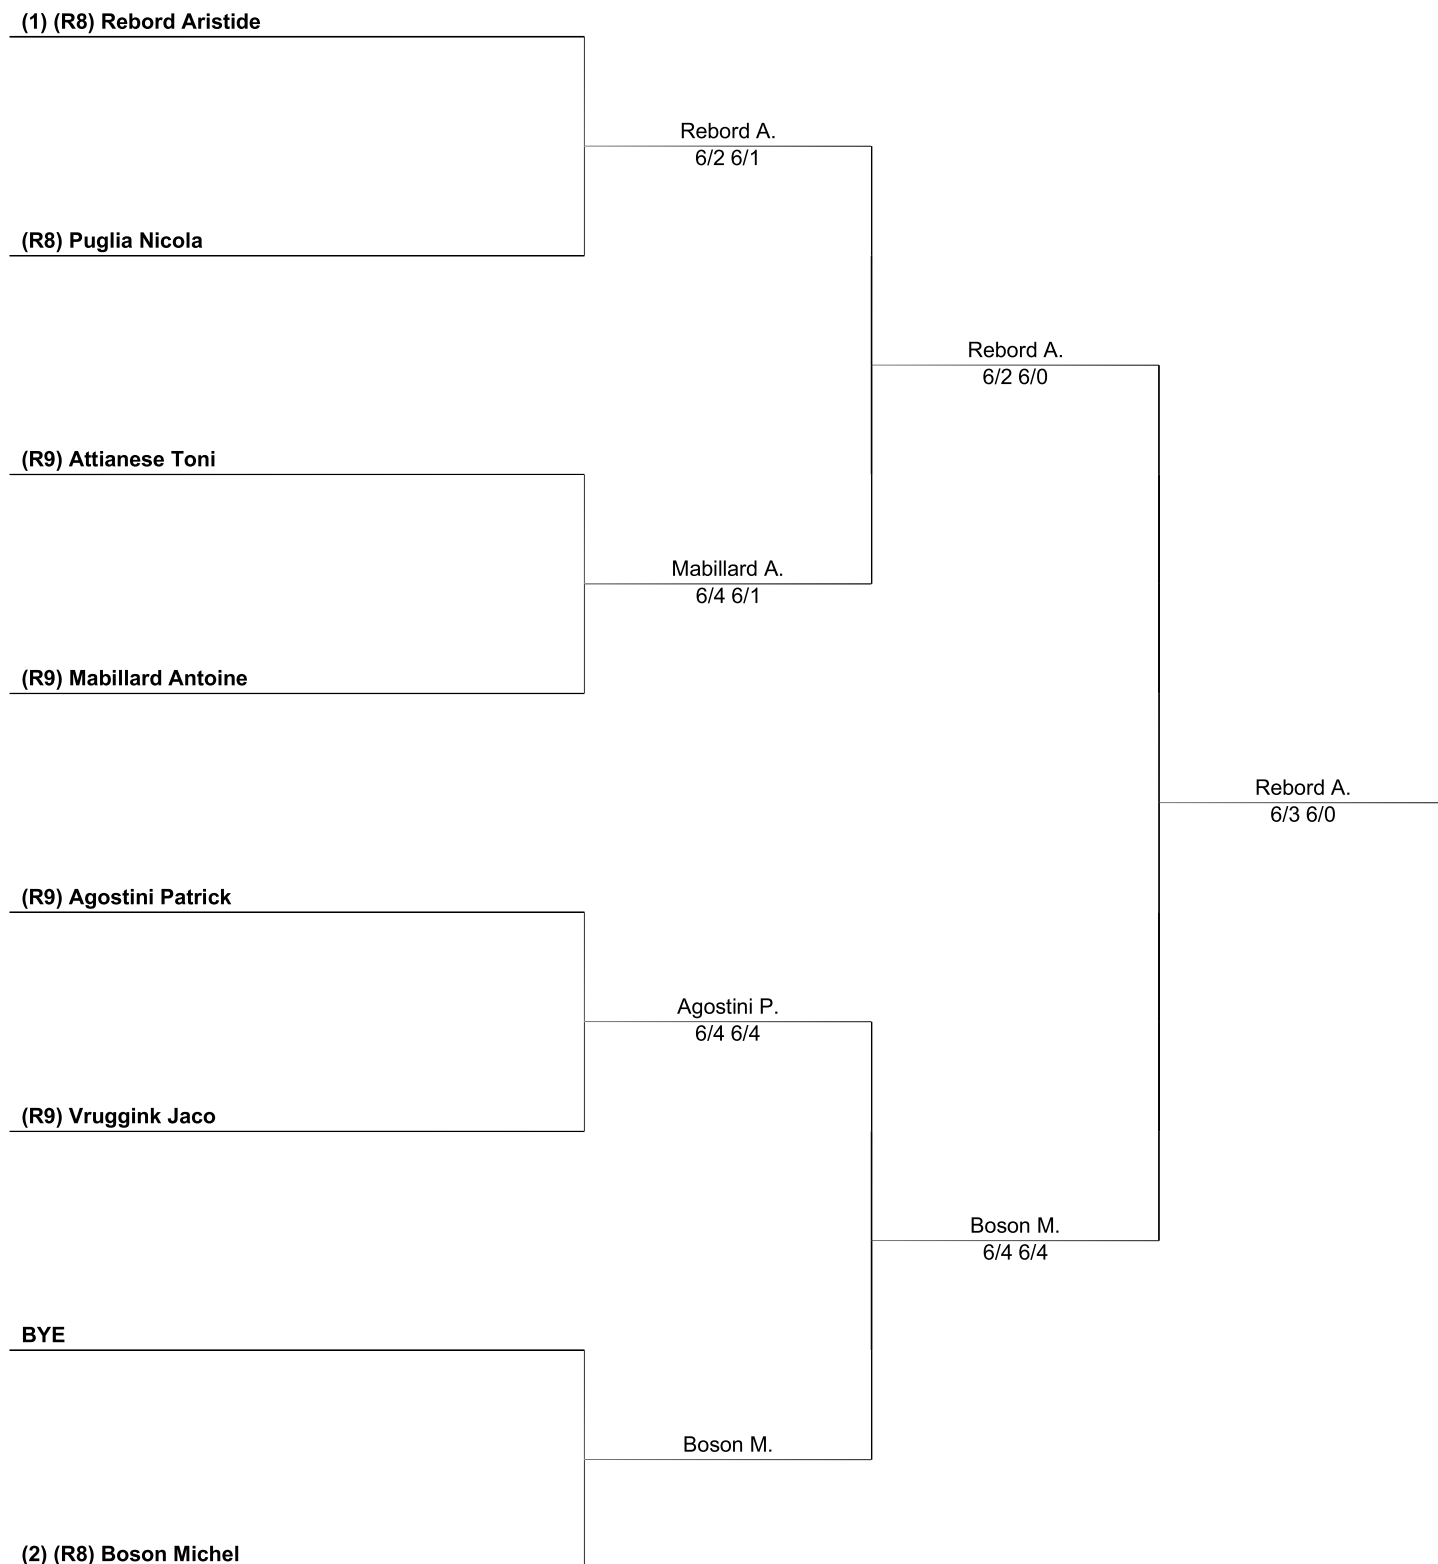 (1) (R8) Rebord Aristide
Rebord A.
6/2 6/1
(R8) Puglia Nicola
Rebord A.
6/2 6/0
(R9) Attianese Toni
Mabillard A.
6/4 6/1
(R9) Mabillard Antoine
Rebord A.
6/3 6/0
(R9) Agostini Patrick
Agostini P.
6/4 6/4
(R9) Vruggink Jaco
Boson M.
6/4 6/4
BYE
Boson M.
(2) (R8) Boson Michel